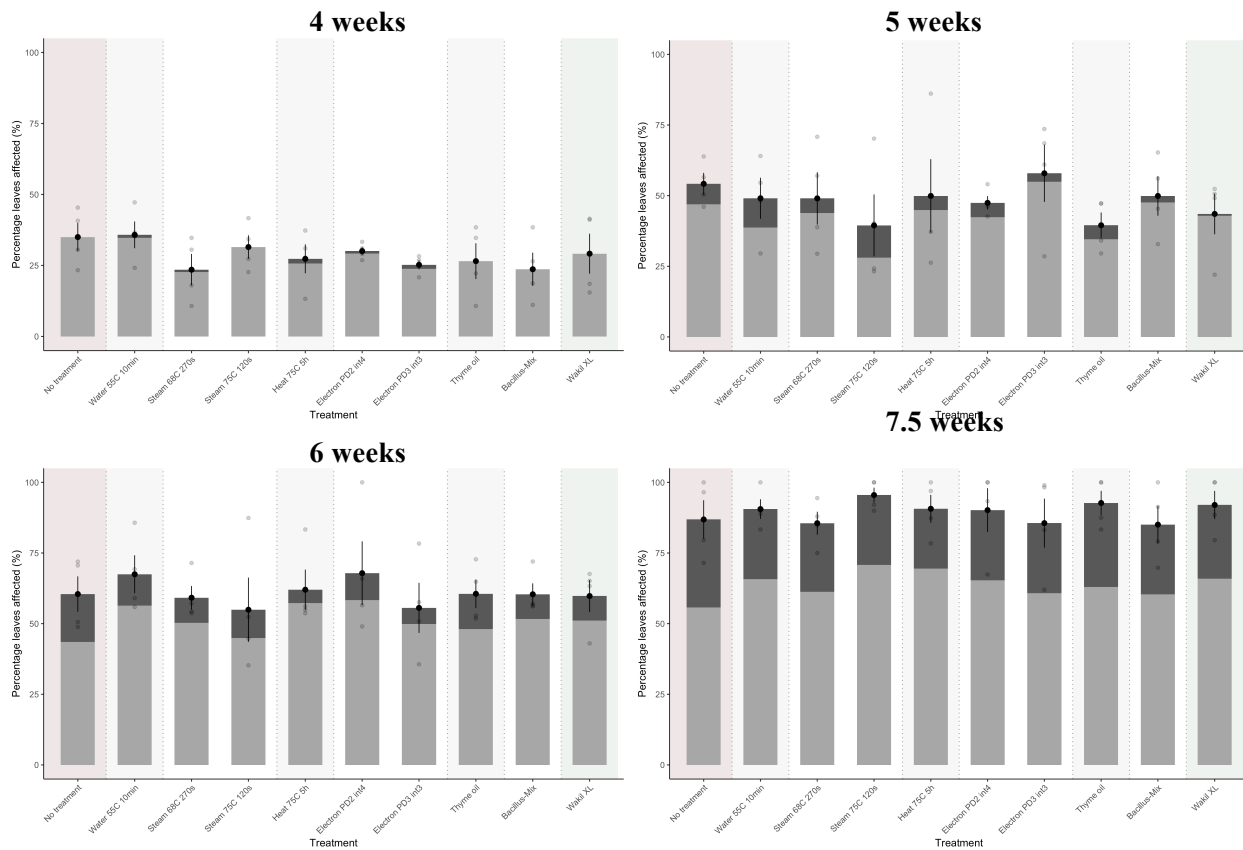 4 weeks
Percentage leaves affected (%)
100
75
50
25
0
No treatment
Water 55C 10min
Steam 68C 270s
Steam 75C 120s
Heat 75C 5h
Electron PD2 int4
Electron PD3 int3
Thyme oil
Bacillus-Mix
Wakil XL
Treatment
5 weeks
Percentage leaves affected (%)
100
75
50
25
0
No treatment
Water 55C 10min
Steam 68C 270s
Steam 75C 120s
Heat 75C 5h
Electron PD2 int4
Electron PD3 int3
Thyme oil
Bacillus-Mix
Wakil XL
Treatment
6 weeks
Percentage leaves affected (%)
100
75
50
25
0
No treatment
Water 55C 10min
Steam 68C 270s
Steam 75C 120s
Heat 75C 5h
Electron PD2 int4
Electron PD3 int3
Thyme oil
Bacillus-Mix
Wakil XL
Treatment
7.5 weeks
Percentage leaves affected (%)
100
75
50
25
0
No treatment
Water 55C 10min
Steam 68C 270s
Steam 75C 120s
Heat 75C 5h
Electron PD2 int4
Electron PD3 int3
Thyme oil
Bacillus-Mix
Wakil XL
Treatment